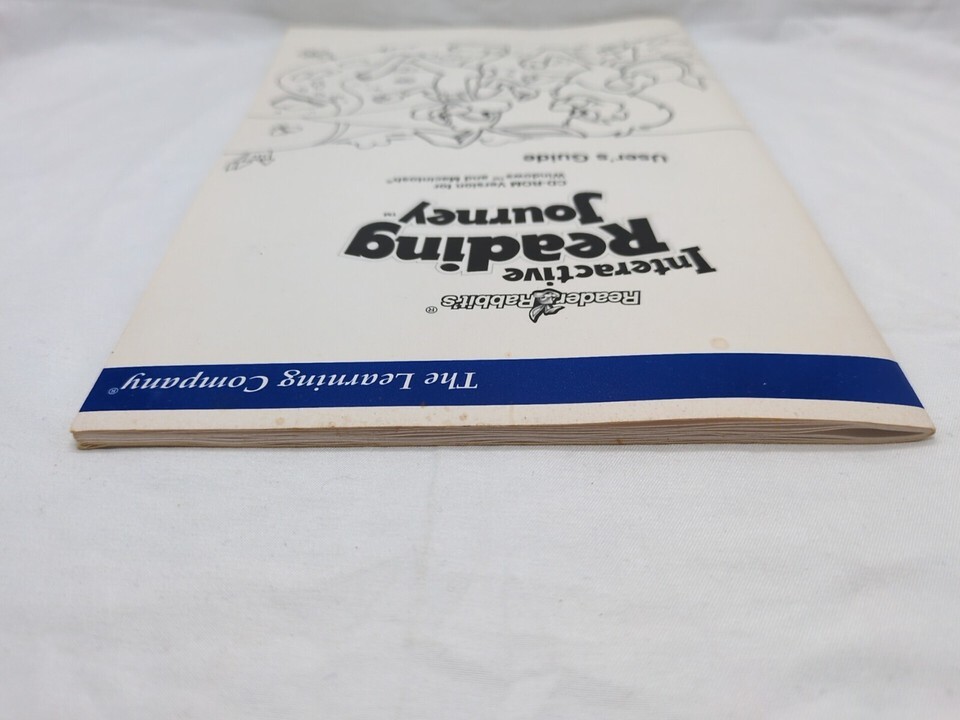 The Learning Company®
Reader Rabbit's®
Interactive
Reading
Journey™
CD-ROM Version for
Windows™ and Macintosh®
User's Guide